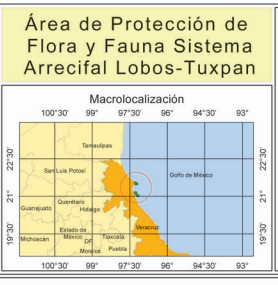 Área de Protección de
Flora y Fauna Sistema
Arrecifal Lobos-Tuxpan
Macrolocalización
100°30' 99° 97°30' 96° 94°30' 93°
22°30'
22°30'
Tamaulipas
San Luis Potosí
Golfo de México
21°
21°
Guanajuato
Querétaro
Hidalgo
Veracruz
19°30'
19°30'
Michoacán
Estado de
México
DF
Tlaxcala
Morelos
Puebla
100°30' 99° 97°30' 96° 94°30' 93°